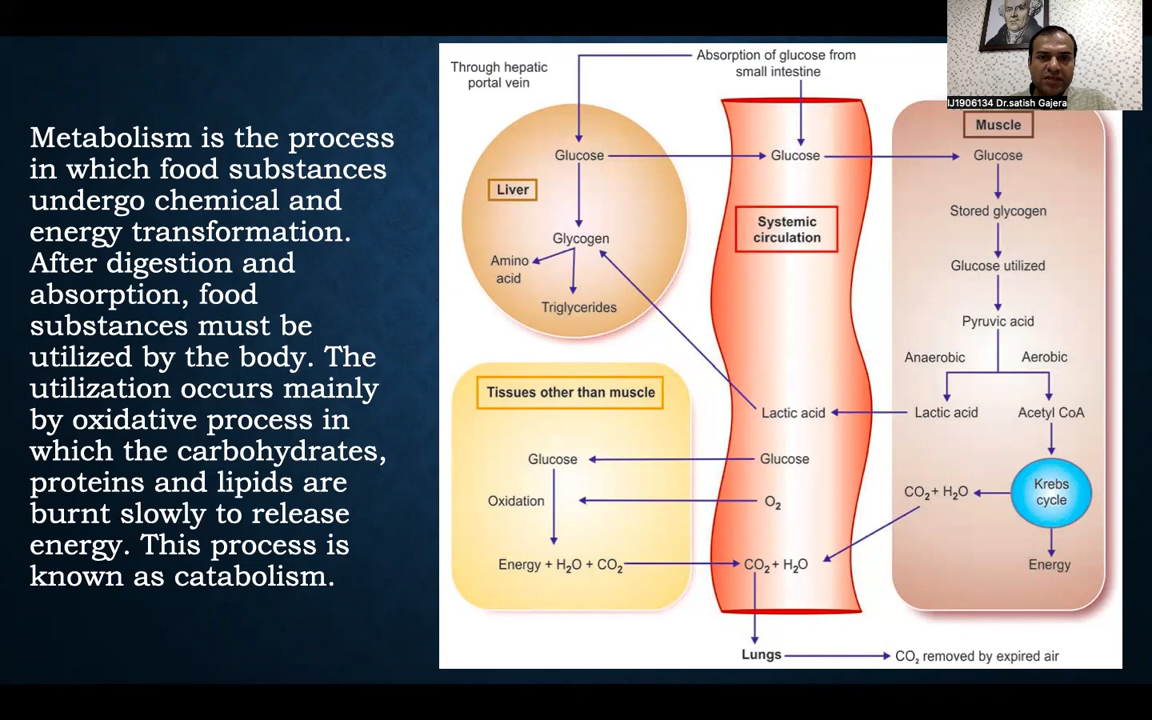 Metabolism is the process
in which food substances
undergo chemical and
energy transformation.
After digestion and
absorption, food
substances must be
utilized by the body. The
utilization occurs mainly
by oxidative process in
which the carbohydrates,
proteins and lipids are
burnt slowly to release
energy. This process is
known as catabolism.
Through hepatic
portal vein
Absorption of glucose from
small intestine
IJ1906134 Dr.satish Gajera
Liver
Glucose
Glycogen
Amino
acid
Triglycerides
Systemic
circulation
Glucose
Lactic acid
Glucose
O₂
CO₂ + H₂O
Muscle
Glucose
Stored glycogen
Glucose utilized
Pyruvic acid
Anaerobic
Aerobic
Lactic acid
Acetyl CoA
CO₂ + H₂O
Krebs
cycle
Energy
Tissues other than muscle
Glucose
Oxidation
Energy + H₂O + CO₂
Lungs
CO₂ removed by expired air